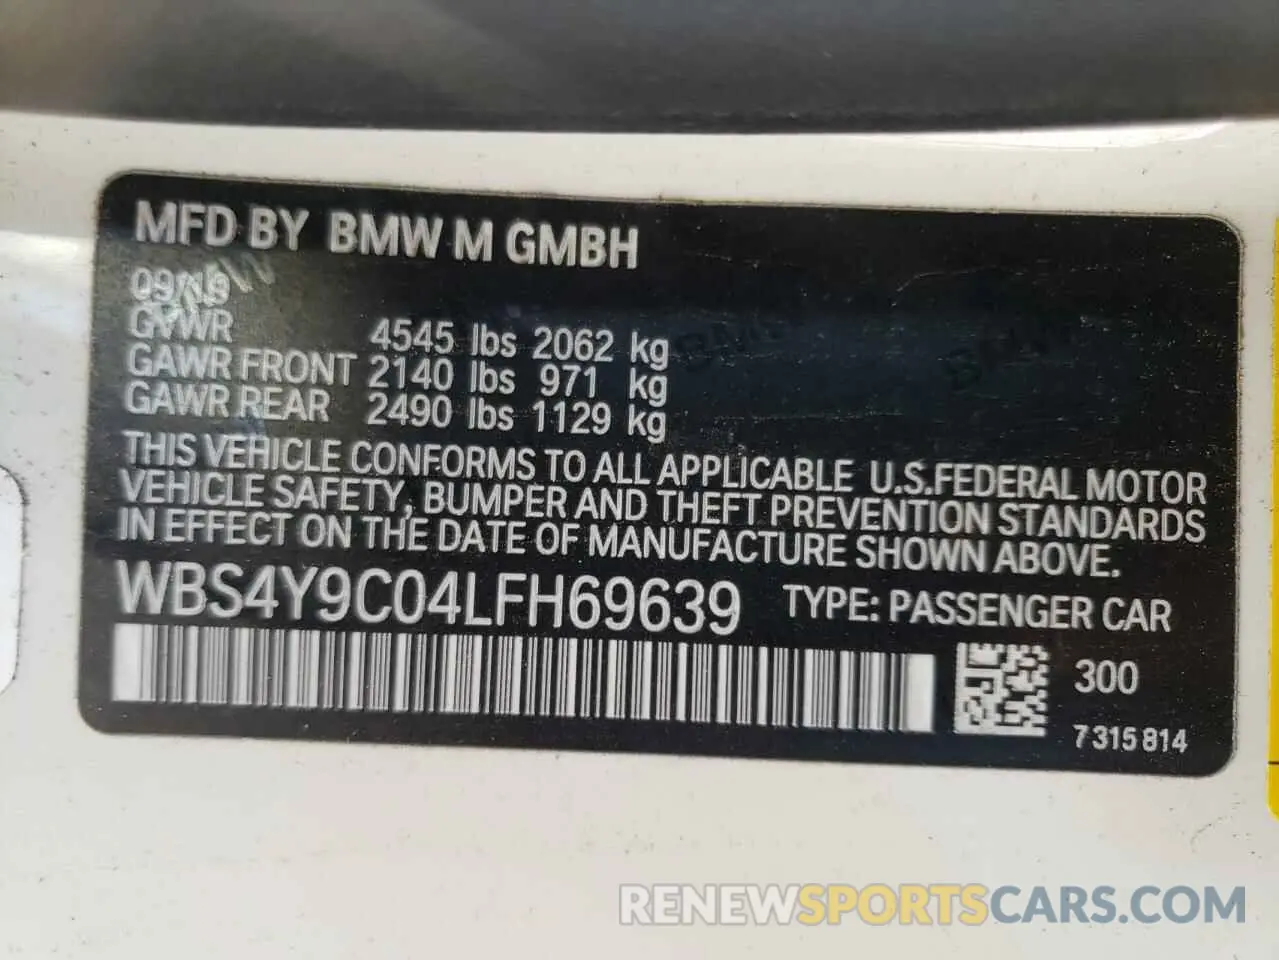 MFD BY BMW M GMBH
09/19
GVWR 4545 lbs 2062 kg
GAWR FRONT 2140 lbs 971 kg
GAWR REAR 2490 lbs 1129 kg
THIS VEHICLE CONFORMS TO ALL APPLICABLE U.S.FEDERAL MOTOR
VEHICLE SAFETY, BUMPER AND THEFT PREVENTION STANDARDS
IN EFFECT ON THE DATE OF MANUFACTURE SHOWN ABOVE.
WBS4Y9C04LFH69639 TYPE: PASSENGER CAR
300
7315814
RENEWSPORTSCARS.COM